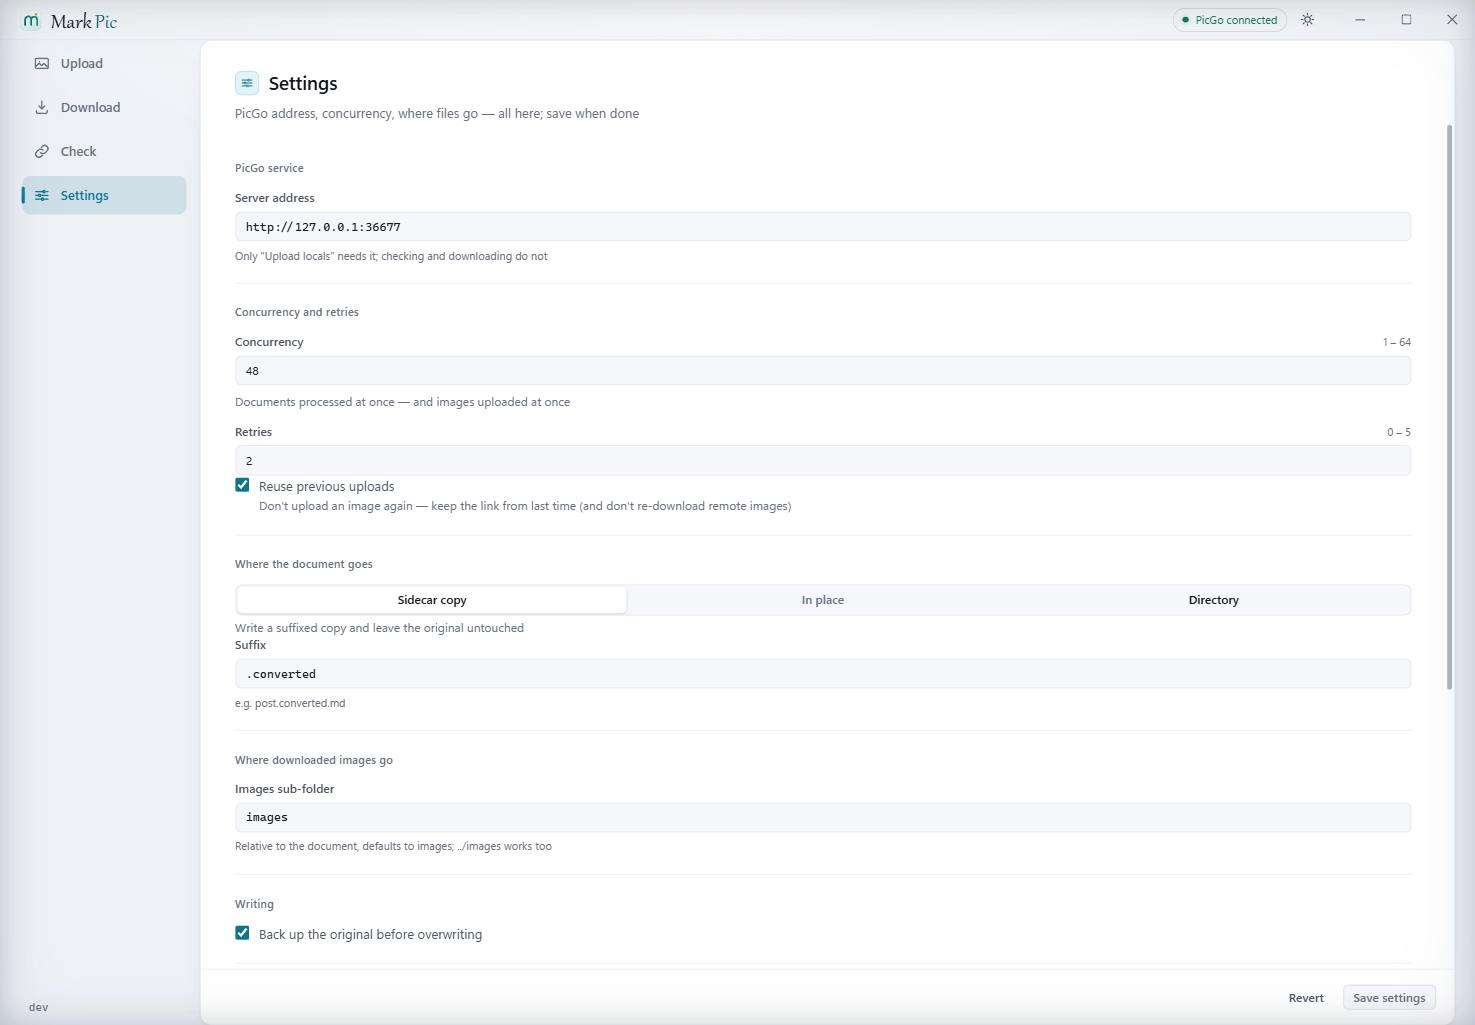 Mark Pic
PicGo connected
Upload
Download
Check
Settings
Settings
PicGo address, concurrency, where files go — all here; save when done
PicGo service
Server address
http://127.0.0.1:36677
Only "Upload locals" needs it; checking and downloading do not
Concurrency and retries
Concurrency
1 – 64
48
Documents processed at once — and images uploaded at once
Retries
0 – 5
2
Reuse previous uploads
Don't upload an image again — keep the link from last time (and don't re-download remote images)
Where the document goes
Sidecar copy
In place
Directory
Write a suffixed copy and leave the original untouched
Suffix
.converted
e.g. post.converted.md
Where downloaded images go
Images sub-folder
images
Relative to the document, defaults to images; ../images works too
Writing
Back up the original before overwriting
dev
Revert
Save settings